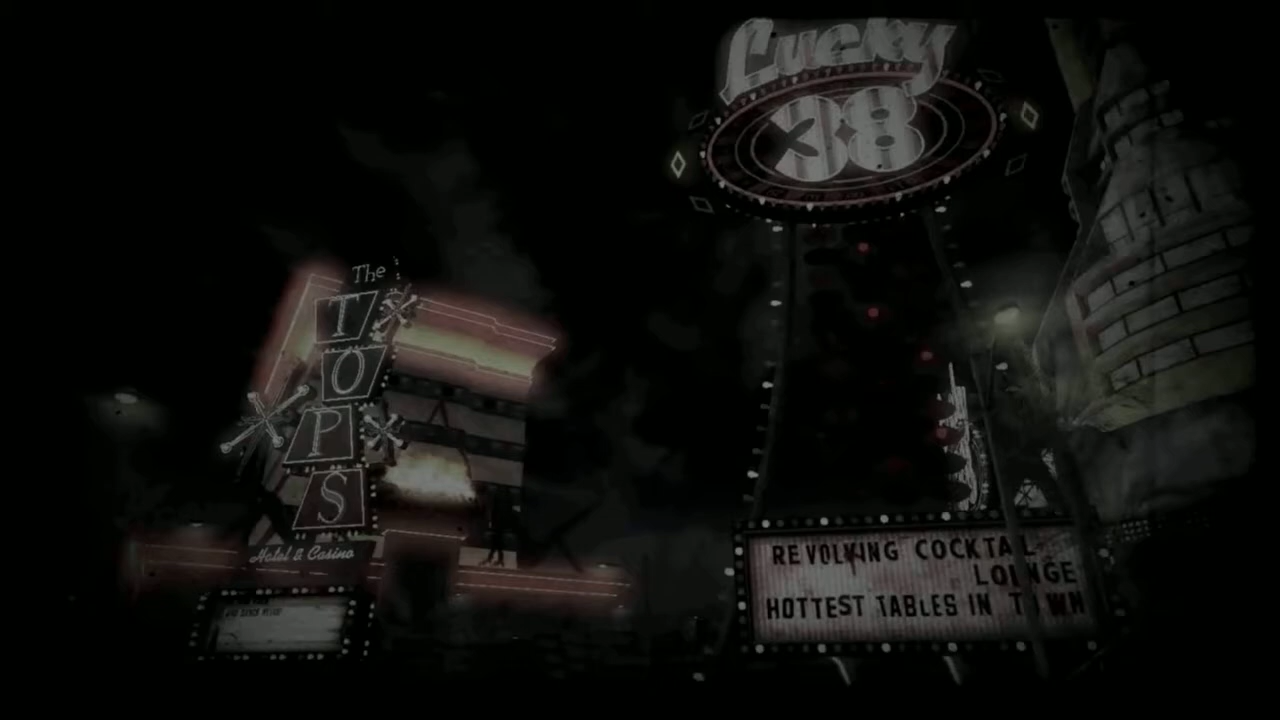 Lucky
38
The
TOPS
Hotel & Casino
REVOLVING COCKTAIL
LOUNGE
HOTTEST TABLES IN TOWN